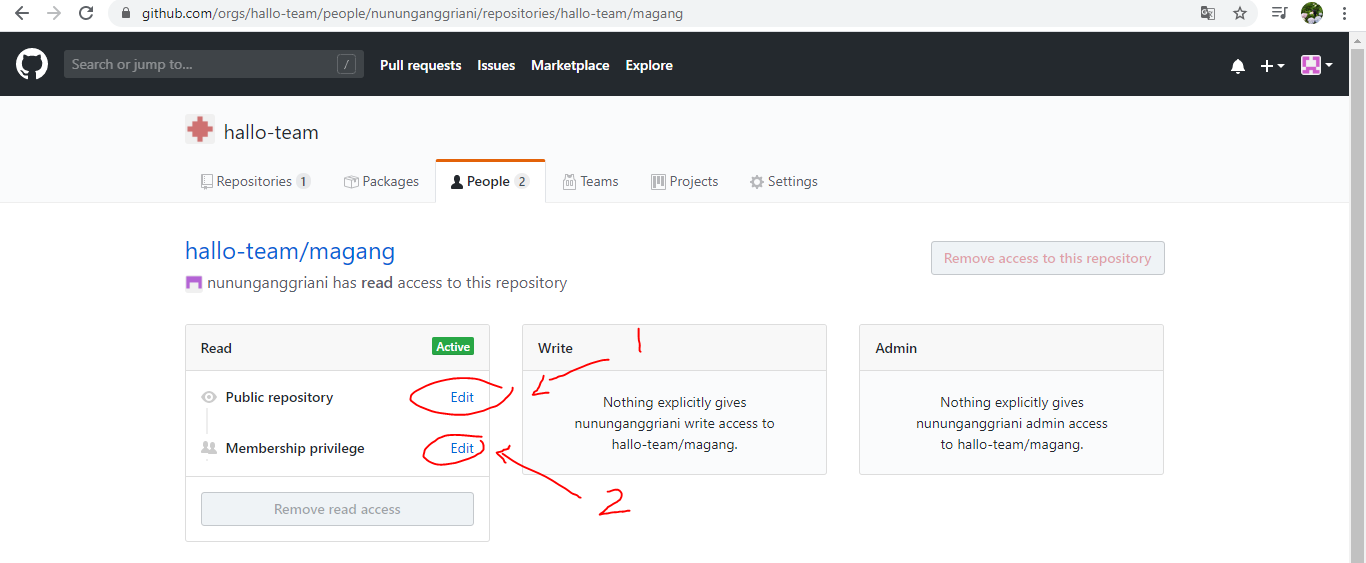 github.com/orgs/hallo-team/people/nununganggriani/repositories/hallo-team/magang
Search or jump to... /
Pull requests Issues Marketplace Explore
hallo-team
Repositories 1 Packages People 2 Teams Projects Settings
hallo-team/magang
Remove access to this repository
nununganggriani has read access to this repository
Read Active
Public repository Edit
Membership privilege Edit
Remove read access
Write
1
Nothing explicitly gives
nununganggriani write access to
hallo-team/magang.
2
Admin
Nothing explicitly gives
nununganggriani admin access
to hallo-team/magang.